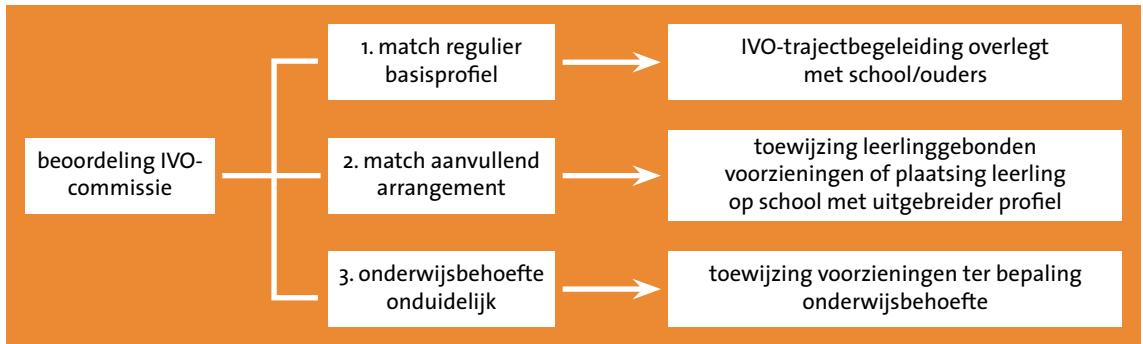 beoordeling IVO-
commissie
1. match regulier
basisprofiel
IVO-trajectbegeleiding overlegt
met school/ouders
2. match aanvullend
arrangement
toewijzing leerlinggebonden
voorzieningen of plaatsing leerling
op school met uitgebreider profiel
3. onderwijsbehoefte
onduidelijk
toewijzing voorzieningen ter bepaling
onderwijsbehoefte